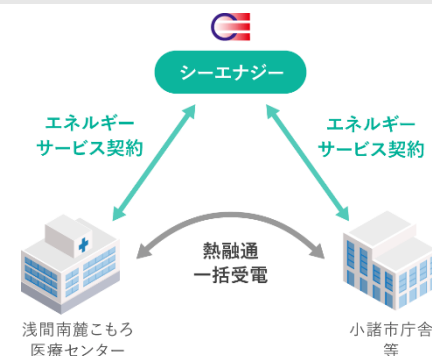 シーエナジー
エネルギー
サービス契約
エネルギー
サービス契約
熱融通
一括受電
浅間南麓こもろ
医療センター
小諸市庁舎
等